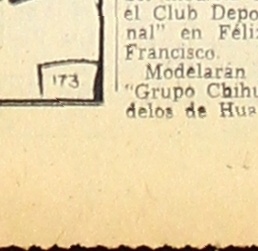 el Club Depo
nal" en Féli
Francisco.
Modelarán
"Grupo Chihu
delos de Hua
173